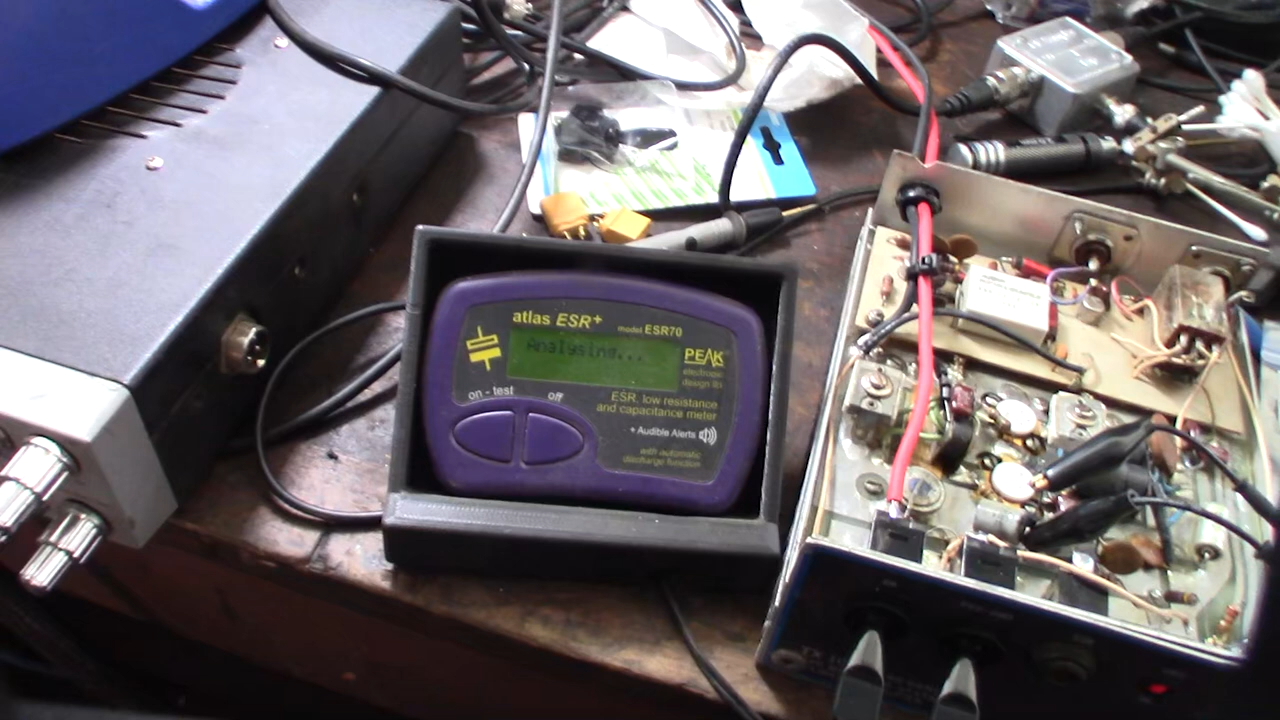 atlas ESR+
model ESR70
Analysing...
PEAK
electronic
design ltd
on - test
off
ESR, low resistance
and capacitance meter
+ Audible Alerts
with automatic
discharge function